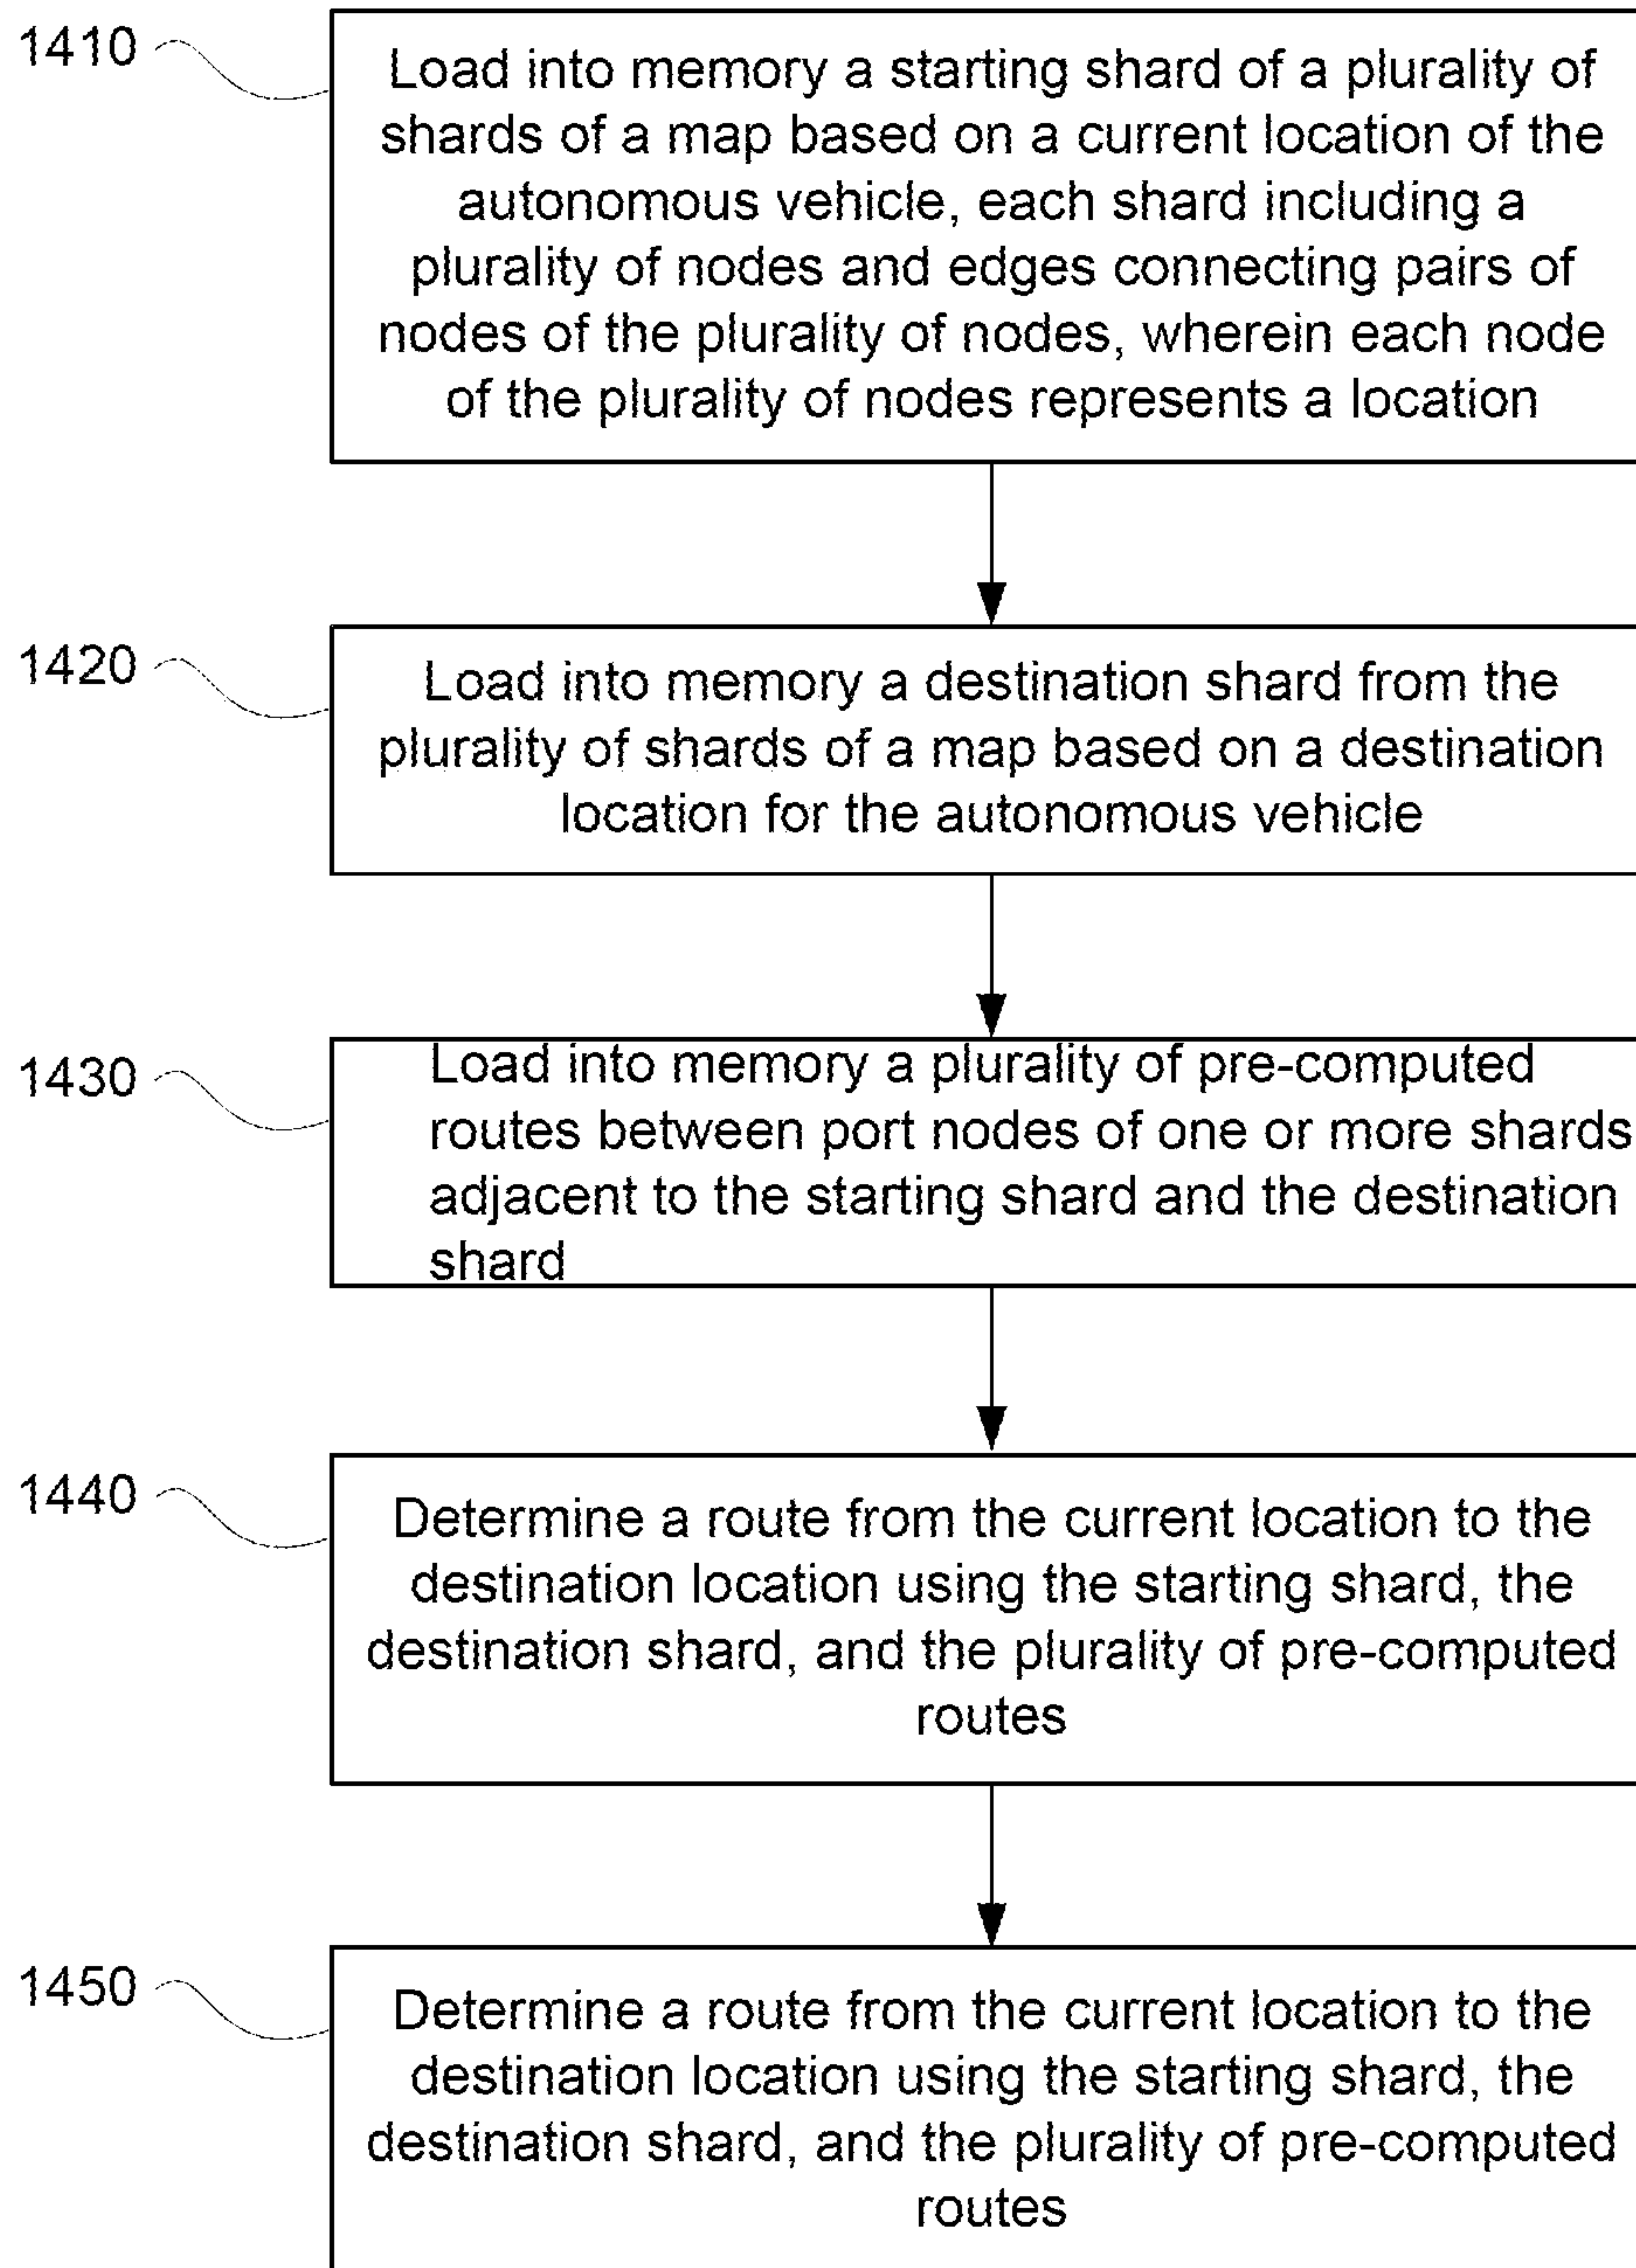 1410
Load into memory a starting shard of a plurality of
shards of a map based on a current location of the
autonomous vehicle, each shard including a
plurality of nodes and edges connecting pairs of
nodes of the plurality of nodes, wherein each node
of the plurality of nodes represents a location
1420
Load into memory a destination shard from the
plurality of shards of a map based on a destination
location for the autonomous vehicle
1430
Load into memory a plurality of pre-computed
routes between port nodes of one or more shards
adjacent to the starting shard and the destination
shard
1440
Determine a route from the current location to the
destination location using the starting shard, the
destination shard, and the plurality of pre-computed
routes
1450
Determine a route from the current location to the
destination location using the starting shard, the
destination shard, and the plurality of pre-computed
routes